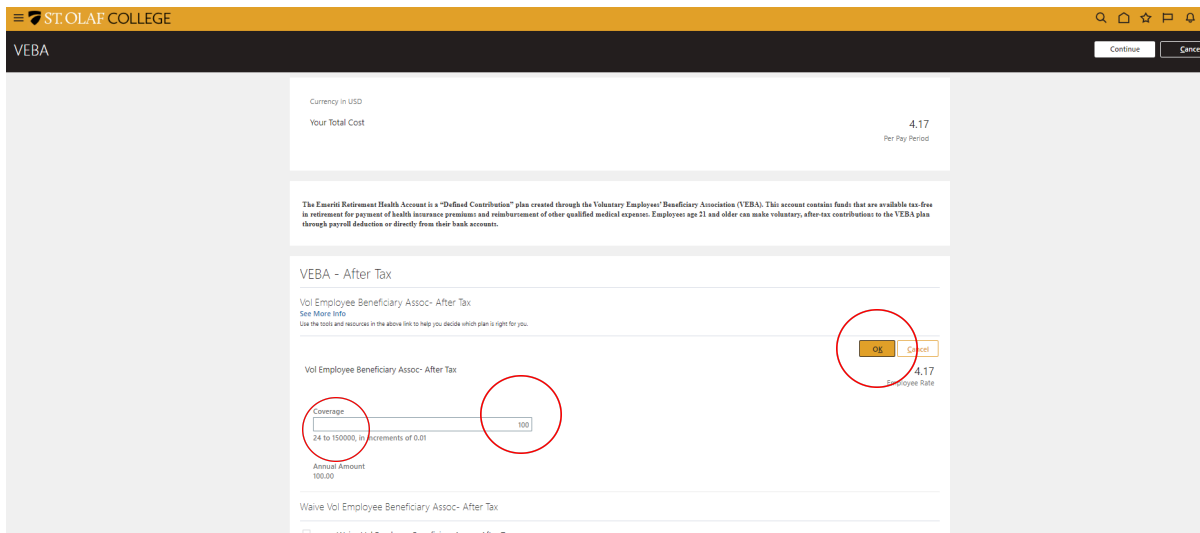 ST. OLAF COLLEGE
VEBA
Continue
Cance
Currency in USD
Your Total Cost
4.17
Per Pay Period
The Emeriti Retirement Health Account is a “Defined Contribution” plan created through the Voluntary Employees' Beneficiary Association (VEBA). This account contains funds that are available tax-free
in retirement for payment of health insurance premiums and reimbursement of other qualified medical expenses. Employees age 21 and older can make voluntary, after-tax contributions to the VEBA plan
through payroll deduction or directly from their bank accounts.
VEBA - After Tax
Vol Employee Beneficiary Assoc- After Tax
See More Info
Use the tools and resources in the above link to help you decide which plan is right for you.
OK
Cancel
Vol Employee Beneficiary Assoc- After Tax
4.17
Employee Rate
Coverage
100
24 to 150000, in increments of 0.01
Annual Amount
100.00
Waive Vol Employee Beneficiary Assoc- After Tax